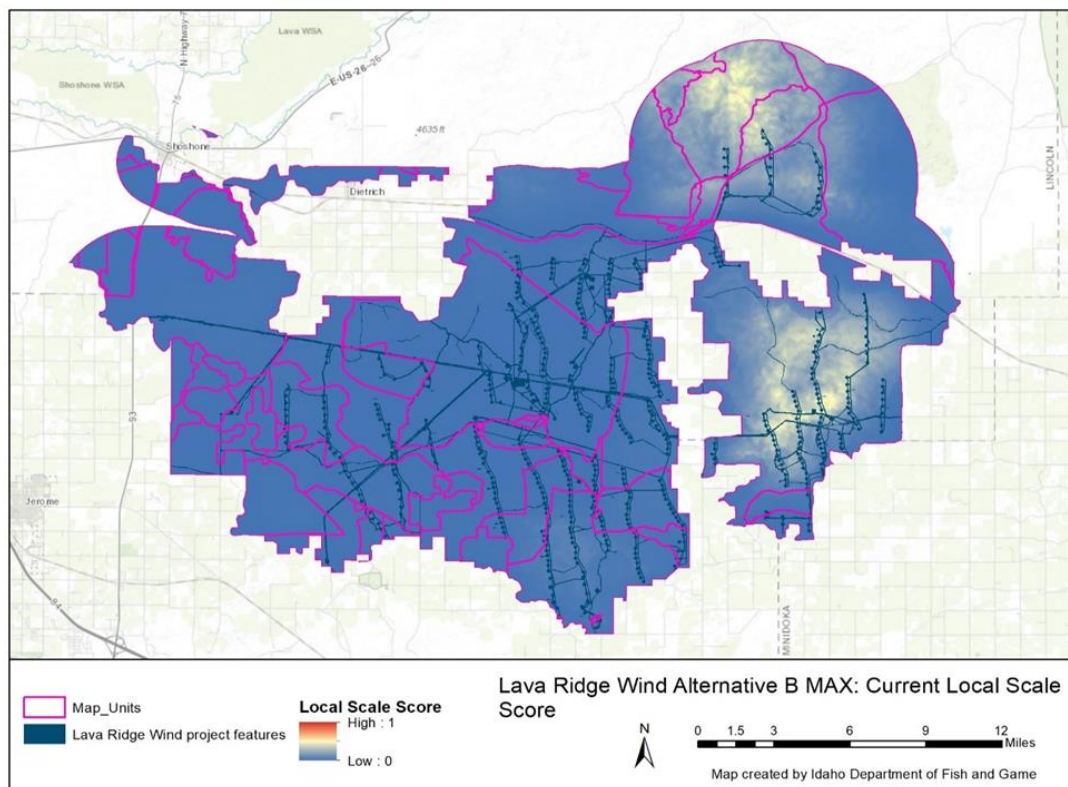 Lava WSA
Shoshone WSA
N-Highway-75
E-US-26
26
75
4635 ft
Shoshone
Dietrich
LINCOLN
93
Jerome
84
MINIDOKA
Map_Units
Lava Ridge Wind project features
Local Scale Score
High : 1
Low : 0
Lava Ridge Wind Alternative B MAX: Current Local Scale
Score
N
0 1.5 3 6 9 12
Miles
Map created by Idaho Department of Fish and Game